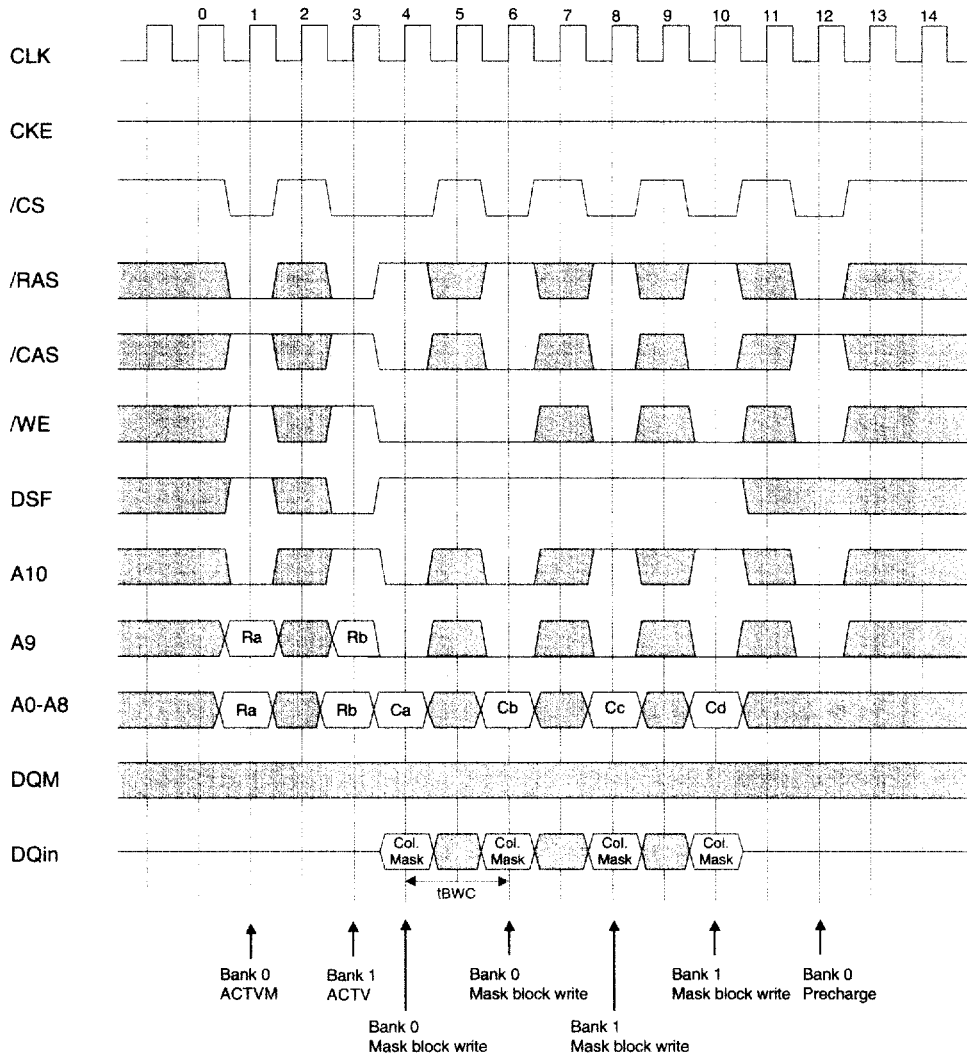 0 1 2 3 4 5 6 7 8 9 10 11 12 13 14
CLK
CKE
/CS
/RAS
/CAS
/WE
DSF
A10
A9
Ra
Rb
A0-A8
Ra
Rb
Ca
Cb
Cc
Cd
DQM
DQin
Col.
Mask
Col.
Mask
Col.
Mask
Col.
Mask
tBWC
Bank 0
ACTVM
Bank 1
ACTV
Bank 0
Mask block write
Bank 1
Mask block write
Bank 0
Precharge
Bank 0
Mask block write
Bank 1
Mask block write